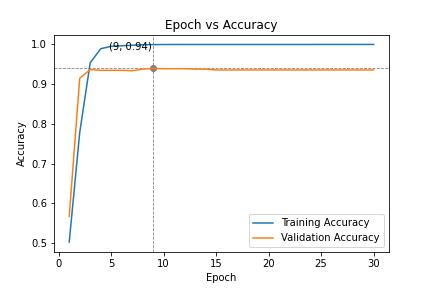 Epoch vs Accuracy
1.0
0.9
0.8
0.7
0.6
0.5
Accuracy
(9, 0.94)
Training Accuracy
Validation Accuracy
0 5 10 15 20 25 30
Epoch